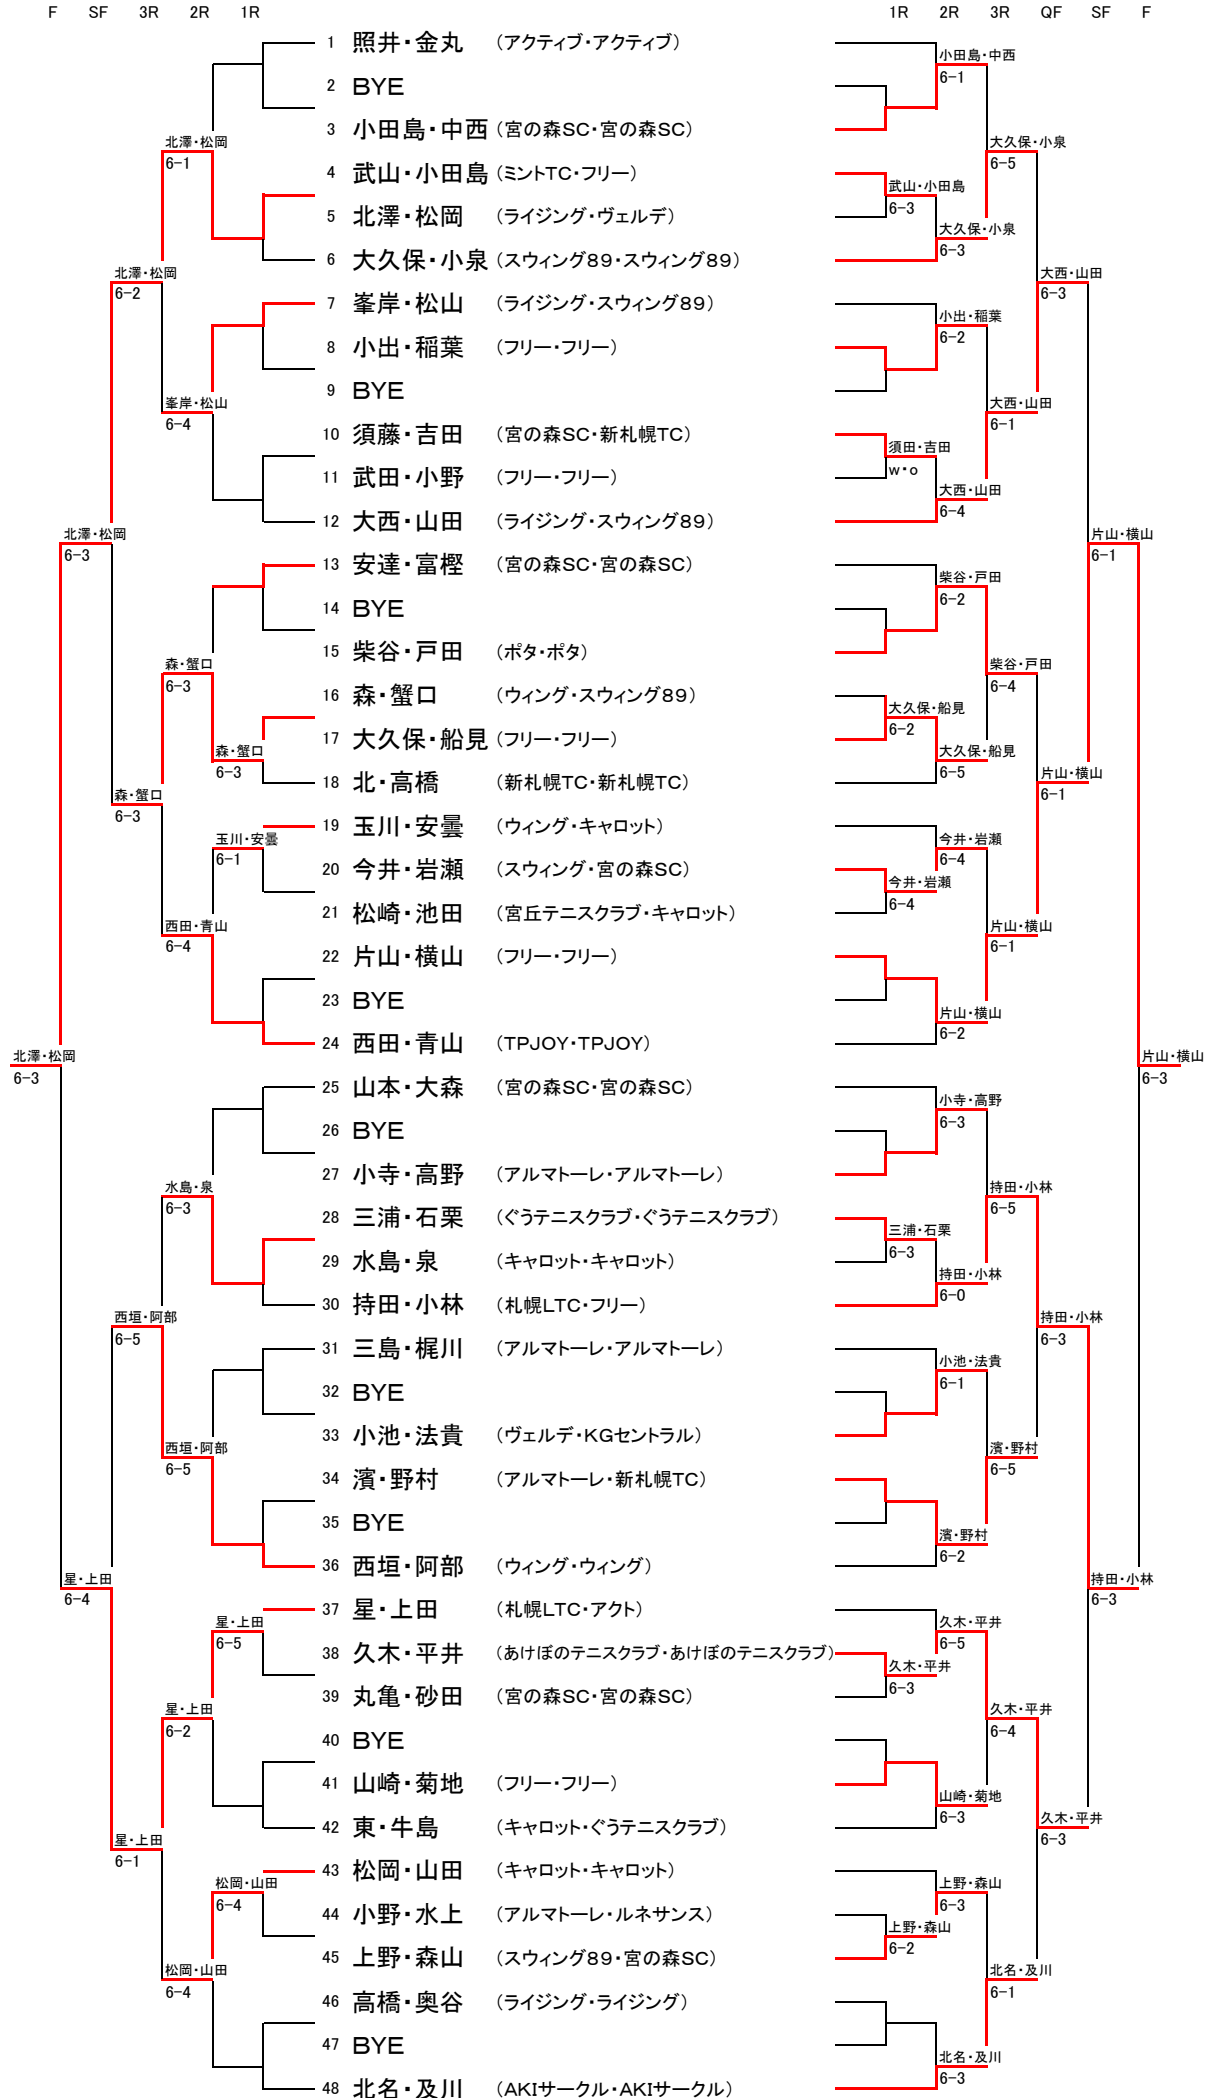 F SF 3R 2R 1R 1R 2R 3R QF SF F
1 照井・金丸 (アクティブ・アクティブ)
小田島・中西
6-1
2 BYE
3 小田島・中西 (宮の森SC・宮の森SC)
北澤・松岡
6-1
大久保・小泉
6-5
4 武山・小田島 (ミントTC・フリー)
武山・小田島
6-3
5 北澤・松岡 (ライジング・ヴェルデ)
大久保・小泉
6-3
6 大久保・小泉 (スウィング89・スウィング89)
北澤・松岡
6-2
大西・山田
6-3
7 峯岸・松山 (ライジング・スウィング89)
小出・稲葉
6-2
8 小出・稲葉 (フリー・フリー)
9 BYE
峯岸・松山
6-4
大西・山田
6-1
10 須藤・吉田 (宮の森SC・新札幌TC)
須田・吉田
w・o
11 武田・小野 (フリー・フリー)
大西・山田
6-4
12 大西・山田 (ライジング・スウィング89)
北澤・松岡
6-3
片山・横山
6-1
13 安達・富樫 (宮の森SC・宮の森SC)
柴谷・戸田
6-2
14 BYE
15 柴谷・戸田 (ポタ・ポタ)
森・蟹口
6-3
柴谷・戸田
6-4
16 森・蟹口 (ウィング・スウィング89)
大久保・船見
6-2
17 大久保・船見 (フリー・フリー)
森・蟹口
6-3
大久保・船見
6-5
18 北・高橋 (新札幌TC・新札幌TC)
森・蟹口
6-3
片山・横山
6-1
19 玉川・安曇 (ウィング・キャロット)
玉川・安曇
6-1
今井・岩瀬
6-4
20 今井・岩瀬 (スウィング・宮の森SC)
今井・岩瀬
6-4
21 松崎・池田 (宮丘テニスクラブ・キャロット)
西田・青山
6-4
片山・横山
6-1
22 片山・横山 (フリー・フリー)
23 BYE
片山・横山
6-2
24 西田・青山 (TPJOY・TPJOY)
北澤・松岡
6-3
片山・横山
6-3
25 山本・大森 (宮の森SC・宮の森SC)
小寺・高野
6-3
26 BYE
27 小寺・高野 (アルマトーレ・アルマトーレ)
水島・泉
6-3
持田・小林
6-5
28 三浦・石栗 (ぐうテニスクラブ・ぐうテニスクラブ)
三浦・石栗
6-3
29 水島・泉 (キャロット・キャロット)
持田・小林
6-0
30 持田・小林 (札幌LTC・フリー)
西垣・阿部
6-5
持田・小林
6-3
31 三島・梶川 (アルマトーレ・アルマトーレ)
小池・法貴
6-1
32 BYE
33 小池・法貴 (ヴェルデ・KGセントラル)
西垣・阿部
6-5
濱・野村
6-5
34 濱・野村 (アルマトーレ・新札幌TC)
35 BYE
濱・野村
6-2
36 西垣・阿部 (ウィング・ウィング)
星・上田
6-4
持田・小林
6-3
37 星・上田 (札幌LTC・アクト)
星・上田
6-5
久木・平井
6-5
38 久木・平井 (あけぼのテニスクラブ・あけぼのテニスクラブ)
久木・平井
6-3
39 丸亀・砂田 (宮の森SC・宮の森SC)
星・上田
6-2
久木・平井
6-4
40 BYE
41 山崎・菊地 (フリー・フリー)
山崎・菊地
6-3
42 東・牛島 (キャロット・ぐうテニスクラブ)
星・上田
6-1
久木・平井
6-3
43 松岡・山田 (キャロット・キャロット)
松岡・山田
6-4
上野・森山
6-3
44 小野・水上 (アルマトーレ・ルネサンス)
上野・森山
6-2
45 上野・森山 (スウィング89・宮の森SC)
松岡・山田
6-4
北名・及川
6-1
46 高橋・奥谷 (ライジング・ライジング)
47 BYE
北名・及川
6-3
48 北名・及川 (AKIサークル・AKIサークル)